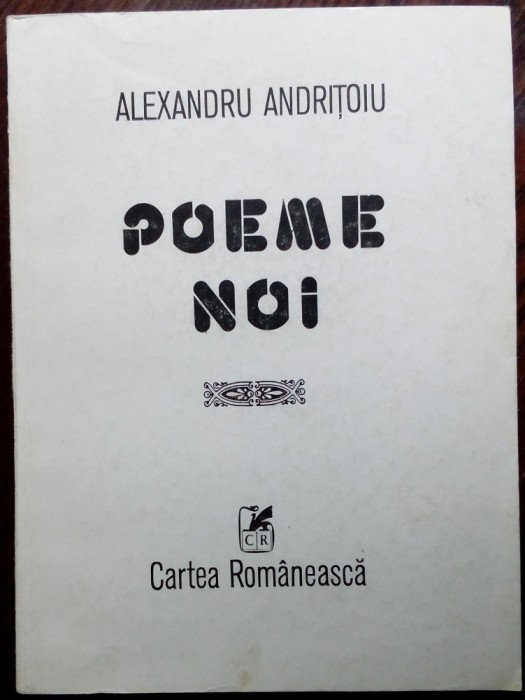 ALEXANDRU ANDRIȚOIU
POEME
NOI
CR
Cartea Românească